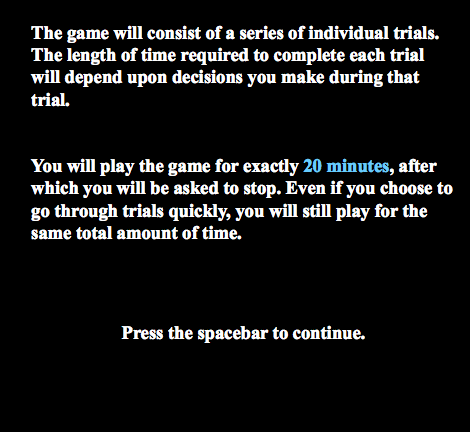 The game will consist of a series of individual trials.
The length of time required to complete each trial
will depend upon decisions you make during that
trial.
You will play the game for exactly 20 minutes, after
which you will be asked to stop. Even if you choose to
go through trials quickly, you will still play for the
same total amount of time.
Press the spacebar to continue.